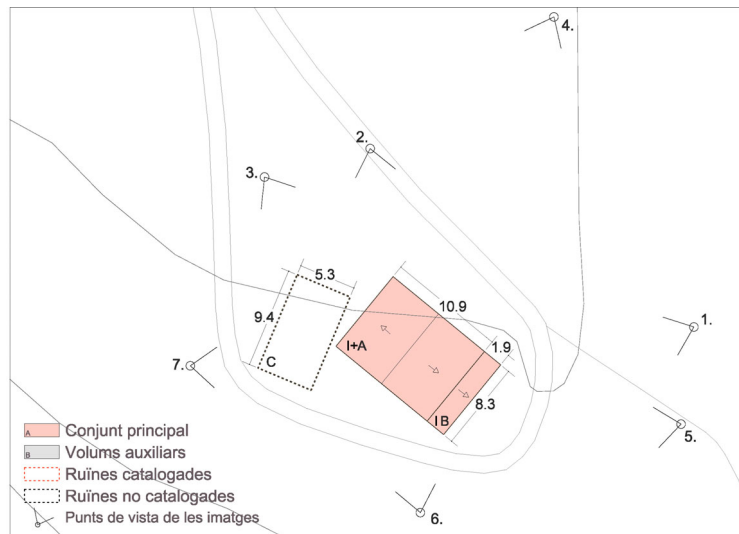 4.
2.
3.
5.3
10.9
9.4
1.
1.9
I+A
7.
C
8.3
I B
A Conjunt principal
5.
B Volums auxiliars
Ruïnes catalogades
Ruïnes no catalogades
6.
Punts de vista de les imatges